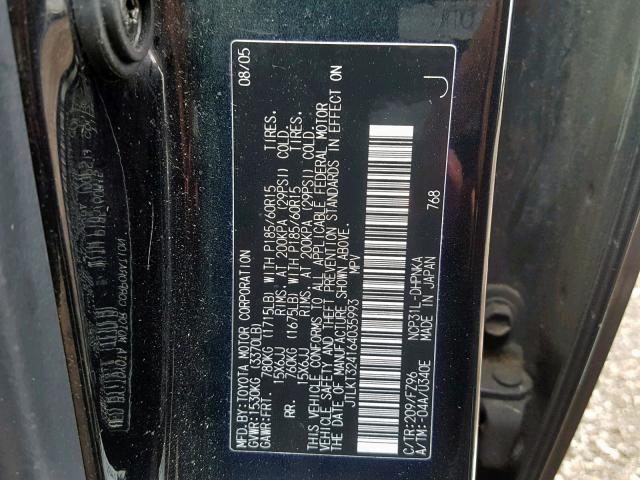 MFD.BY:TOYOTA MOTOR CORPORATION 08/05
GVWR:1530KG (3370LB)
GAWR:FRT. 780KG (1715LB) WITH P185/60R15 TIRES.
15X6JJ RIMS, AT 200KPA (29PSI) COLD.
RR. 760KG (1675LB) WITH P185/60R15 TIRES.
15X6JJ RIMS, AT 200KPA (29PSI) COLD.
THIS VEHICLE CONFORMS TO ALL APPLICABLE FEDERAL MOTOR
VEHICLE SAFETY AND THEFT PREVENTION STANDARDS IN EFFECT ON
THE DATE OF MANUFACTURE SHOWN ABOVE.
JTLKT324164035993 MPV
C/TR:209/FZ96 NCP31L-DHPNKA 768 J
A/TM:-04A/U340E MADE IN JAPAN